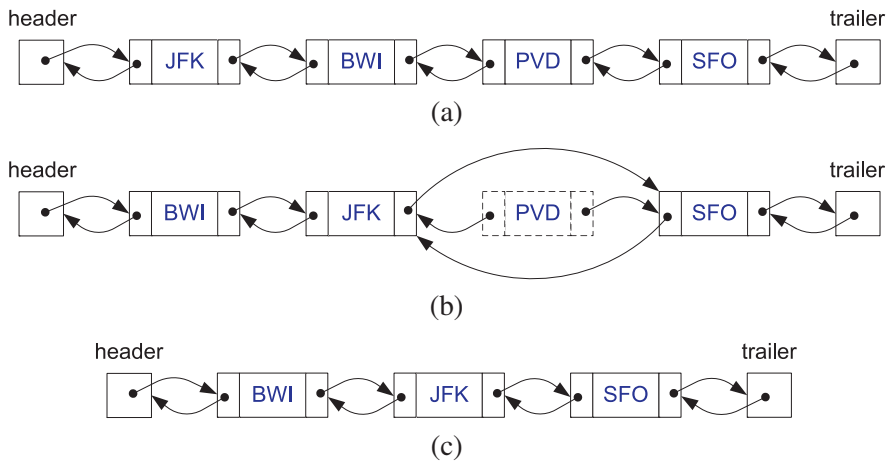 header trailer
JFK BWI PVD SFO
(a)
header trailer
BWI JFK PVD SFO
(b)
header trailer
BWI JFK SFO
(c)